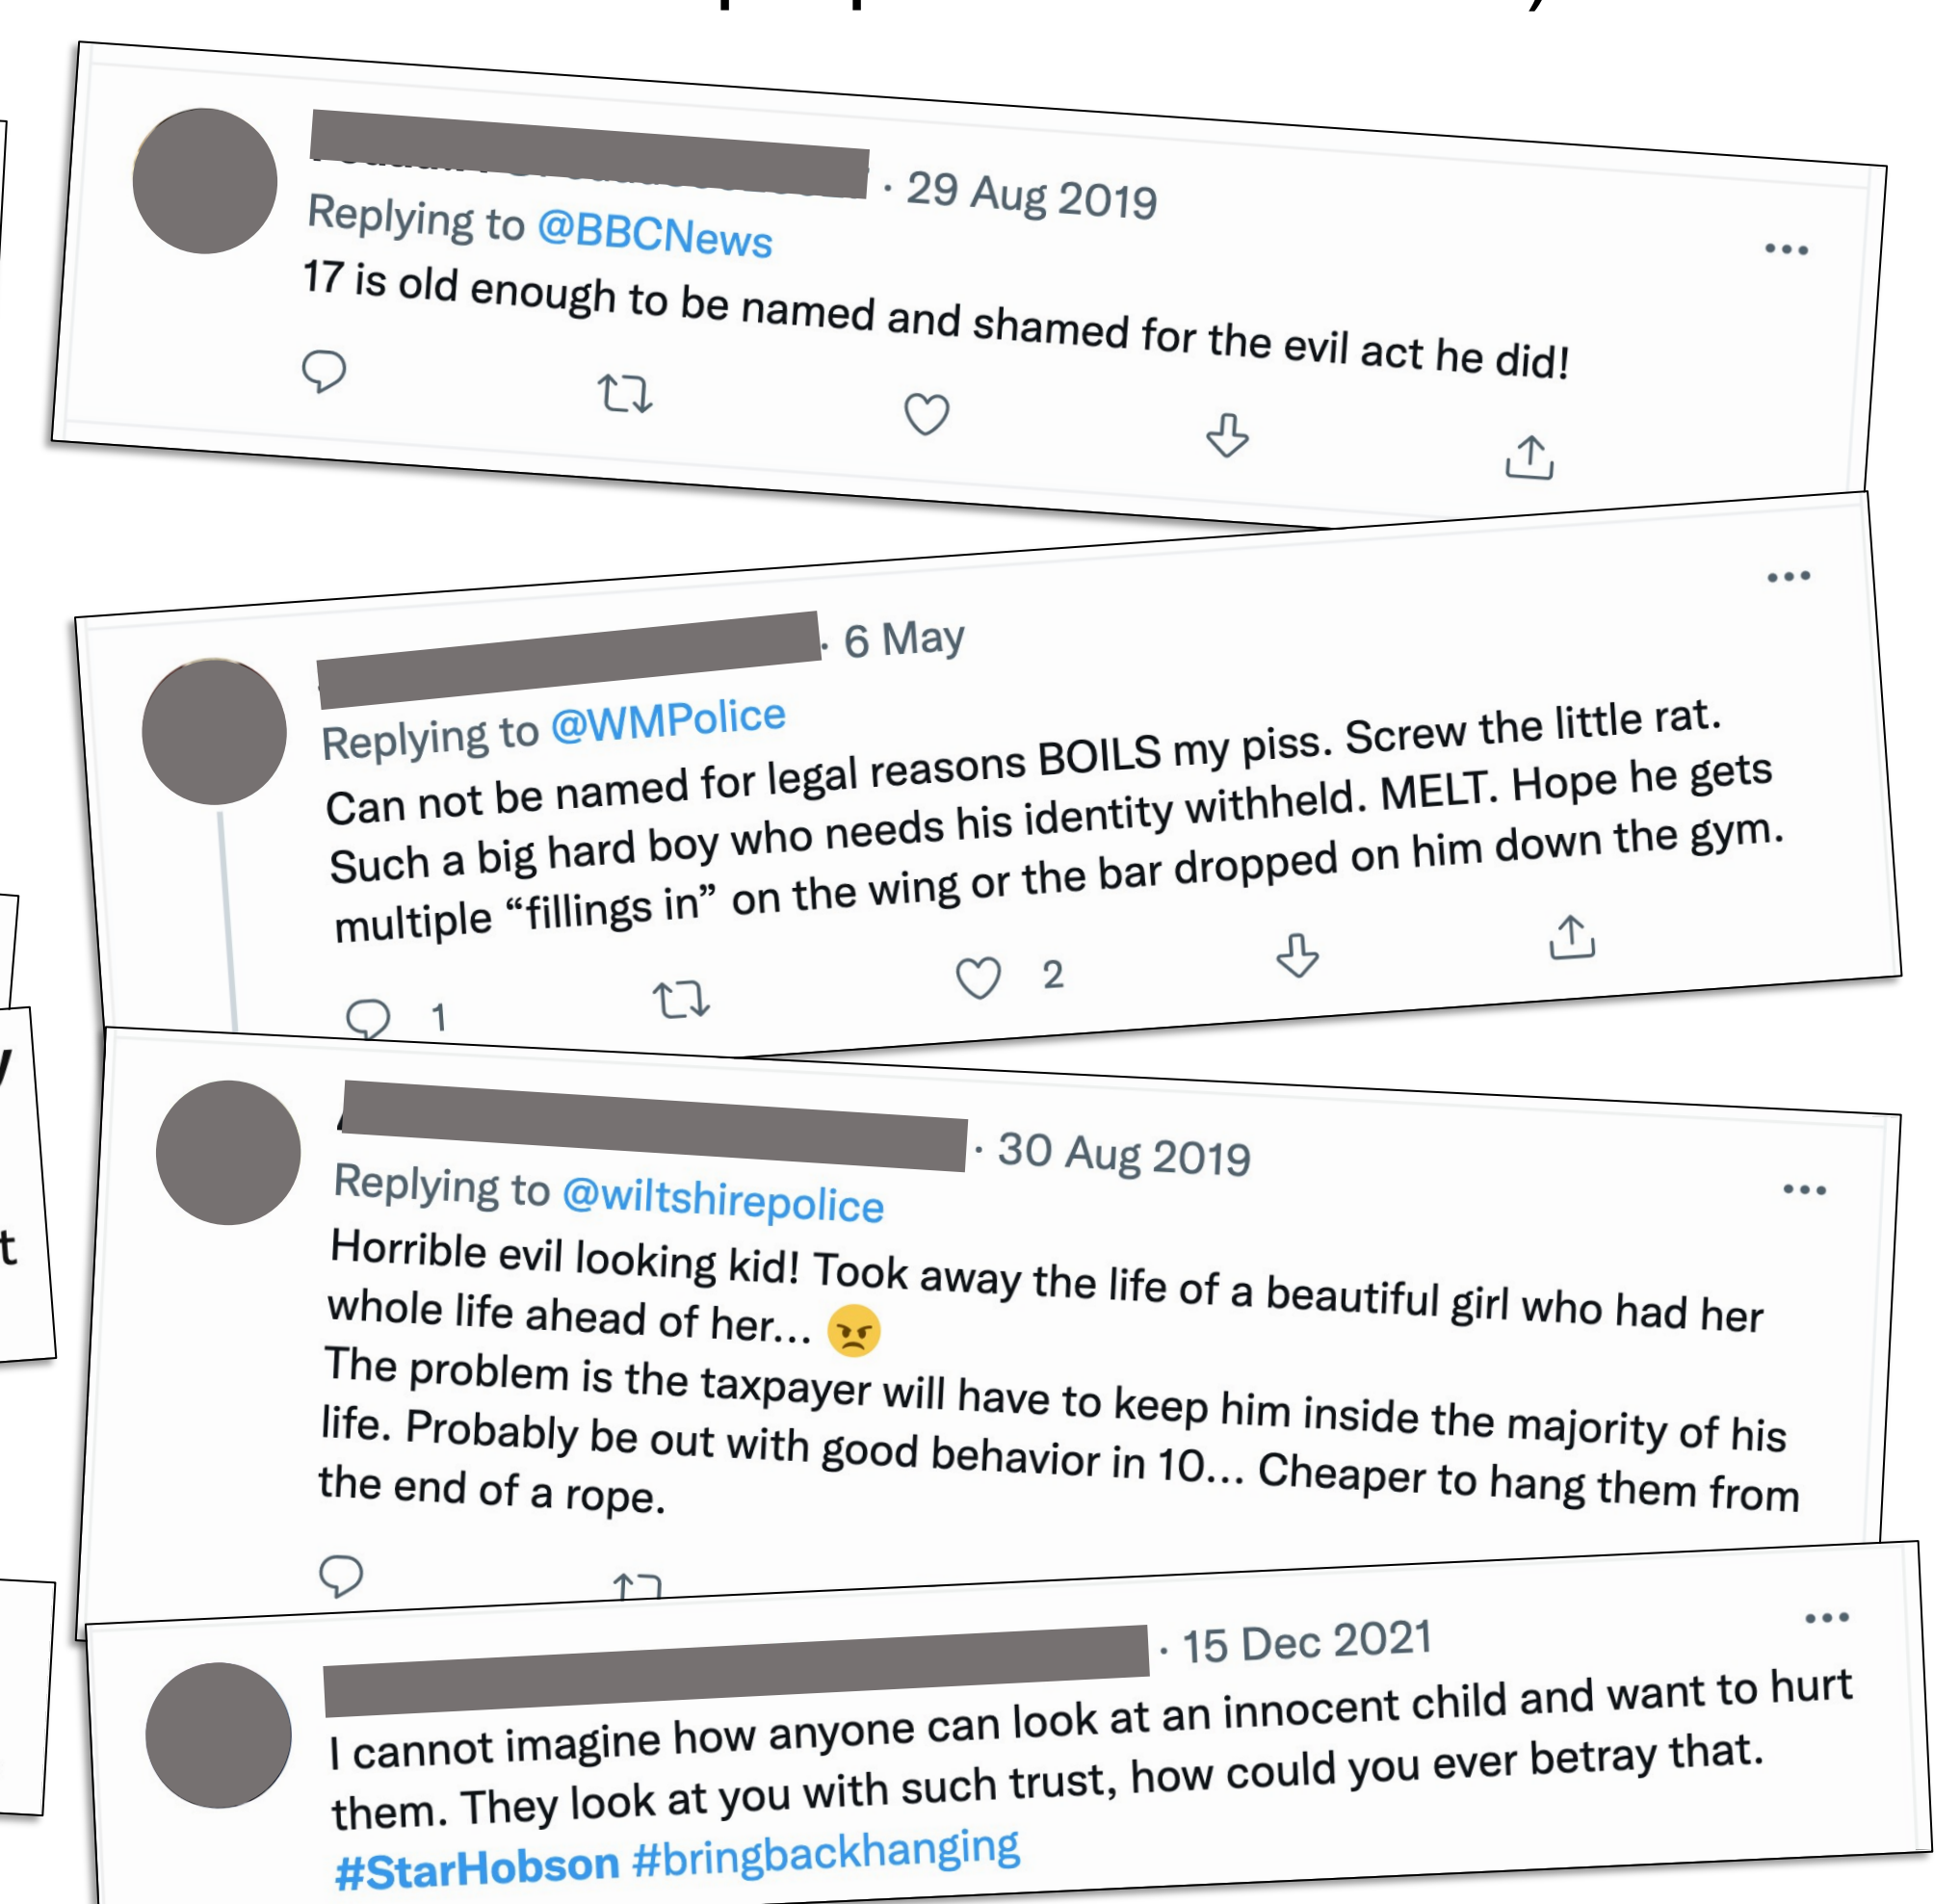 · 29 Aug 2019
Replying to @BBCNews
17 is old enough to be named and shamed for the evil act he did!
· 6 May
Replying to @WMPolice
Can not be named for legal reasons BOILS my piss. Screw the little rat.
Such a big hard boy who needs his identity withheld. MELT. Hope he gets
multiple “fillings in” on the wing or the bar dropped on him down the gym.
1
2
· 30 Aug 2019
Replying to @wiltshirepolice
Horrible evil looking kid! Took away the life of a beautiful girl who had her
whole life ahead of her... 😠
The problem is the taxpayer will have to keep him inside the majority of his
life. Probably be out with good behavior in 10... Cheaper to hang them from
the end of a rope.
· 15 Dec 2021
I cannot imagine how anyone can look at an innocent child and want to hurt
them. They look at you with such trust, how could you ever betray that.
#StarHobson #bringbackhanging